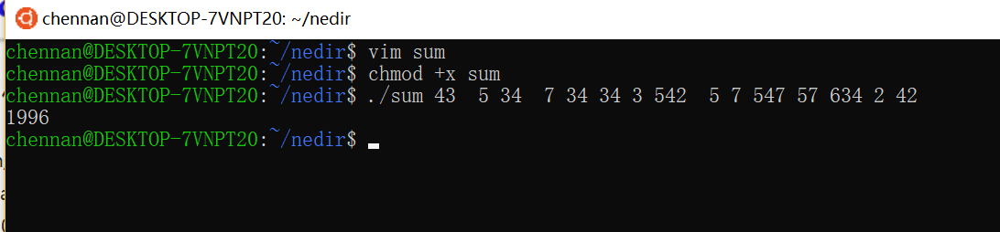 chennan@DESKTOP-7VNPT20: ~/nedir
chennan@DESKTOP-7VNPT20:~/nedir$ vim sum
chennan@DESKTOP-7VNPT20:~/nedir$ chmod +x sum
chennan@DESKTOP-7VNPT20:~/nedir$ ./sum 43  5 34  7 34 34 3 542  5 7 547 57 634 2 42
1996
chennan@DESKTOP-7VNPT20:~/nedir$